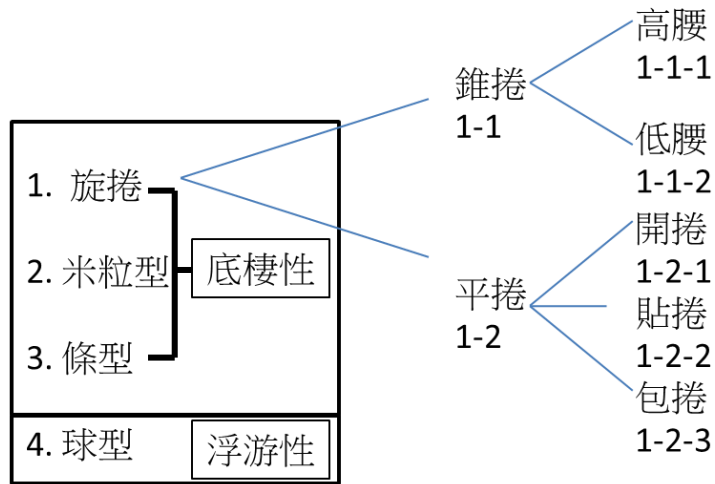 1. 旋捲
2. 米粒型
3. 條型
底棲性
4. 球型
浮游性
錐捲
1-1
平捲
1-2
高腰
1-1-1
低腰
1-1-2
開捲
1-2-1
貼捲
1-2-2
包捲
1-2-3